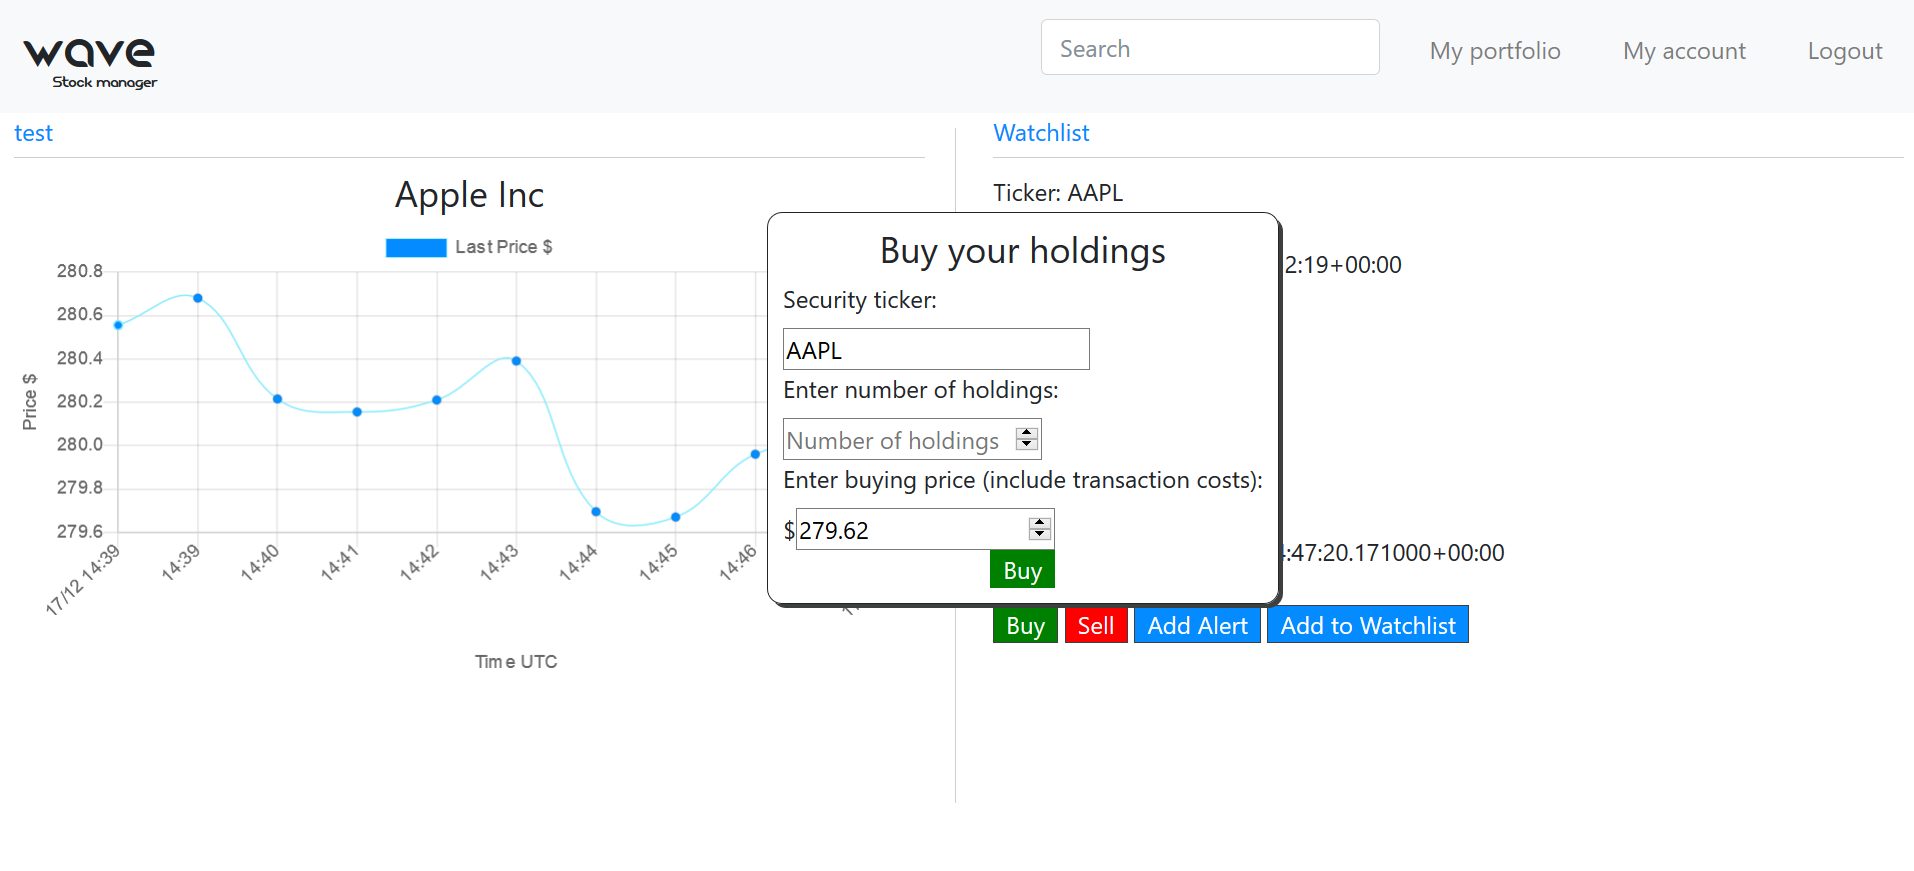 wave
Stock manager
Search
My portfolio
My account
Logout
test
Apple Inc
Last Price $
280.8
280.6
280.4
280.2
280.0
279.8
279.6
Price $
17/12 14:39
14:39
14:40
14:41
14:42
14:43
14:44
14:45
14:46
Time UTC
Watchlist
Ticker: AAPL
2:19+00:00
:47:20.171000+00:00
Buy
Sell
Add Alert
Add to Watchlist
Buy your holdings
Security ticker:
AAPL
Enter number of holdings:
Number of holdings
Enter buying price (include transaction costs):
$279.62
Buy